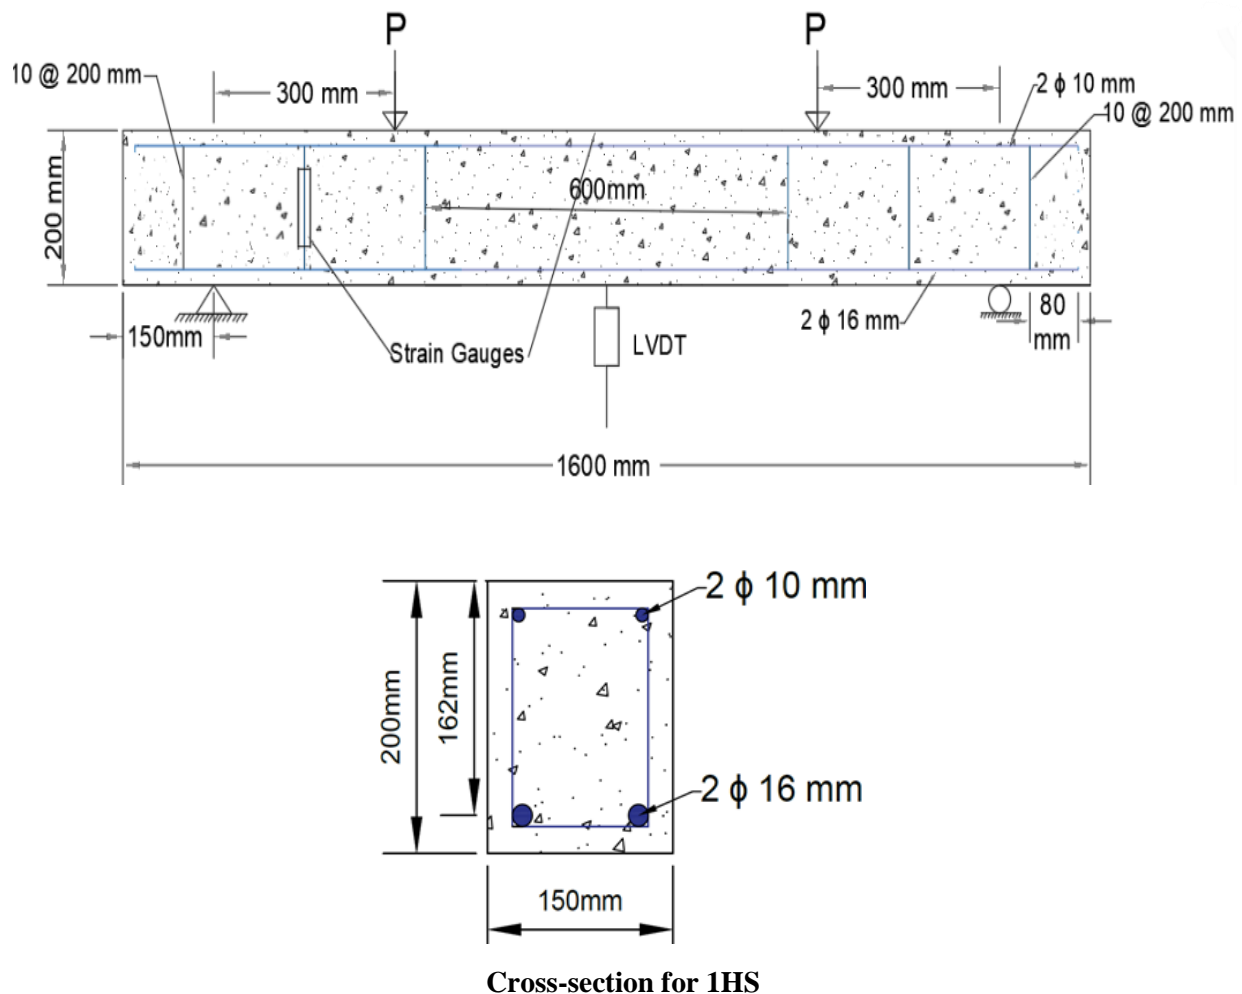 P
P
10 @ 200 mm
300 mm
300 mm
2 ϕ 10 mm
10 @ 200 mm
200 mm
600mm
150mm
Strain Gauges
LVDT
2 ϕ 16 mm
80
mm
1600 mm
2 ϕ 10 mm
200mm
162mm
2 ϕ 16 mm
150mm
Cross-section for 1HS